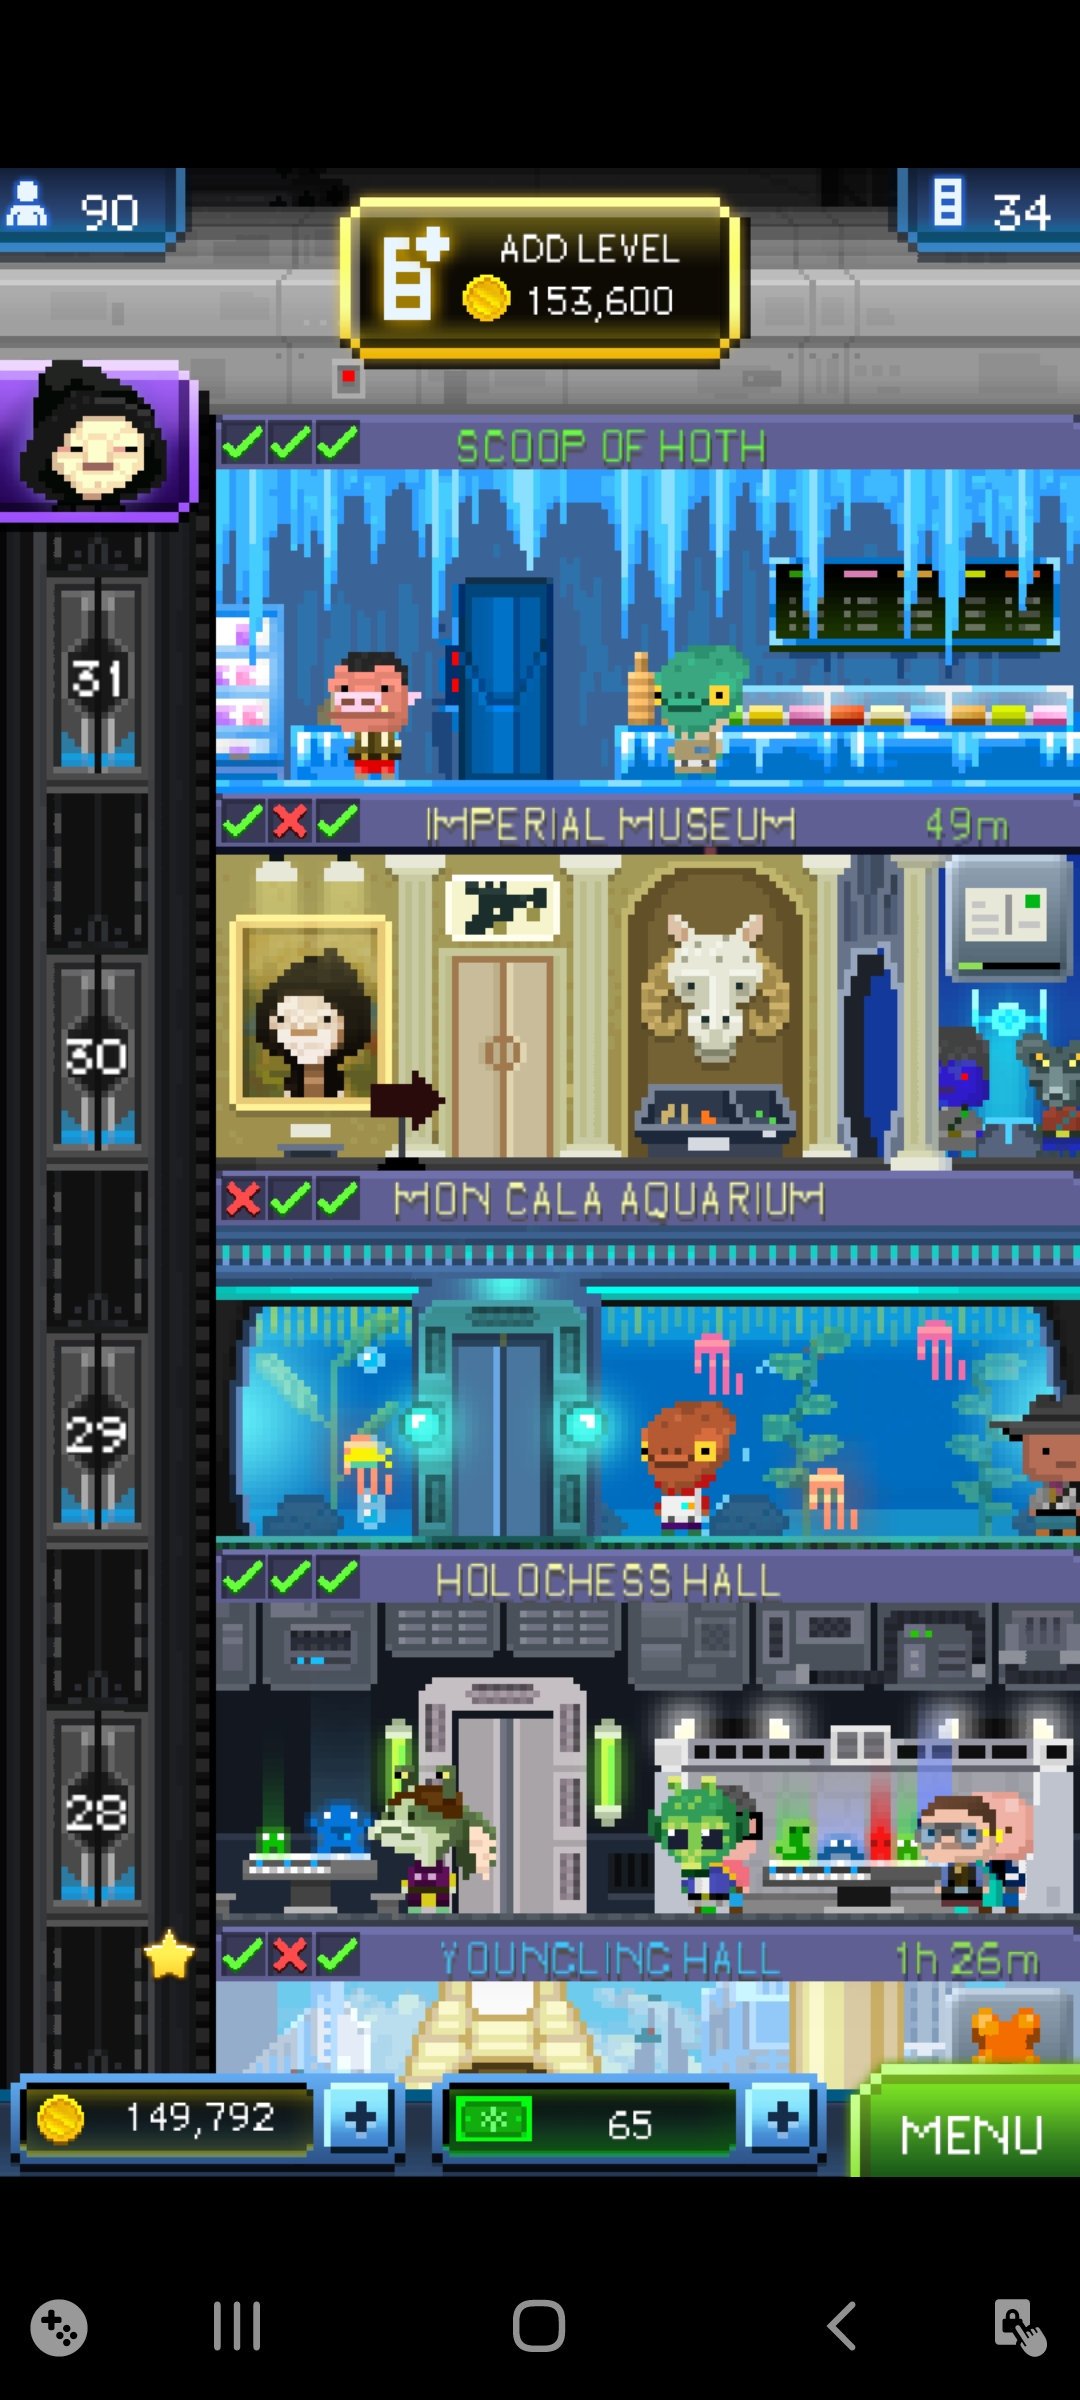 90
ADD LEVEL
153,600
34
SCOOP OF HOTH
31
IMPERIAL MUSEUM 49m
30
MON CALA AQUARIUM
29
HOLOCHESS HALL
28
YOUNGLING HALL 1h 26m
149,792
65
MENU